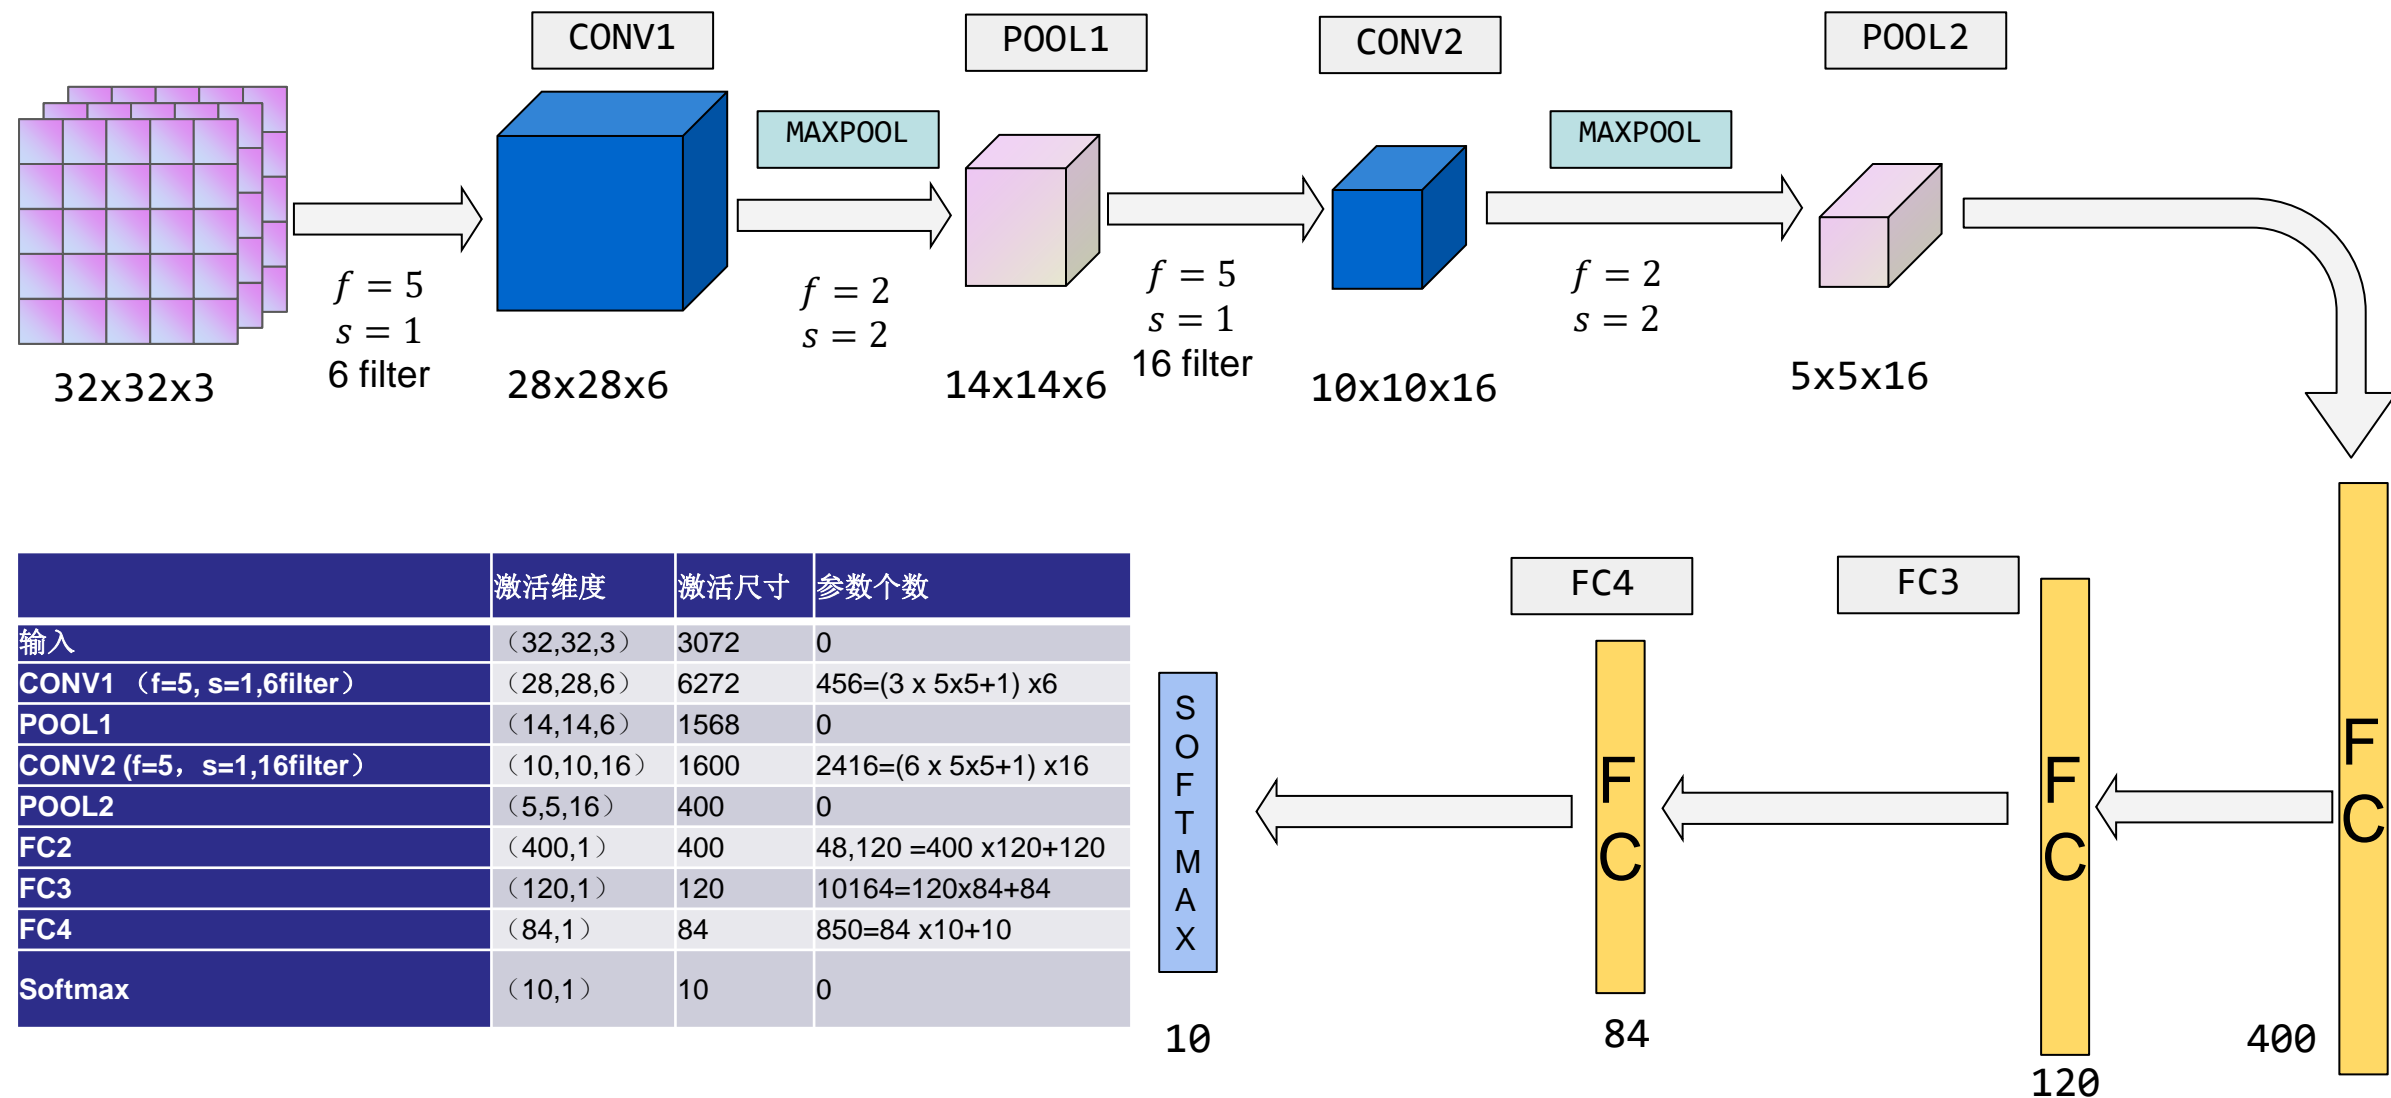 CONV1
POOL1
CONV2
POOL2
MAXPOOL
MAXPOOL
f = 5
s = 1
6 filter
f = 2
s = 2
f = 5
s = 1
16 filter
f = 2
s = 2
32x32x3
28x28x6
14x14x6
10x10x16
5x5x16
激活维度 激活尺寸 参数个数
输入 （32,32,3） 3072 0
CONV1 （f=5, s=1,6filter） （28,28,6） 6272 456=(3 x 5x5+1) x6
POOL1 （14,14,6） 1568 0
CONV2 (f=5，s=1,16filter） （10,10,16） 1600 2416=(6 x 5x5+1) x16
POOL2 （5,5,16） 400 0
FC2 （400,1） 400 48,120 =400 x120+120
FC3 （120,1） 120 10164=120x84+84
FC4 （84,1） 84 850=84 x10+10
Softmax （10,1） 10 0
SOFTMAX
10
FC4
FC
84
FC3
FC
120
FC
400